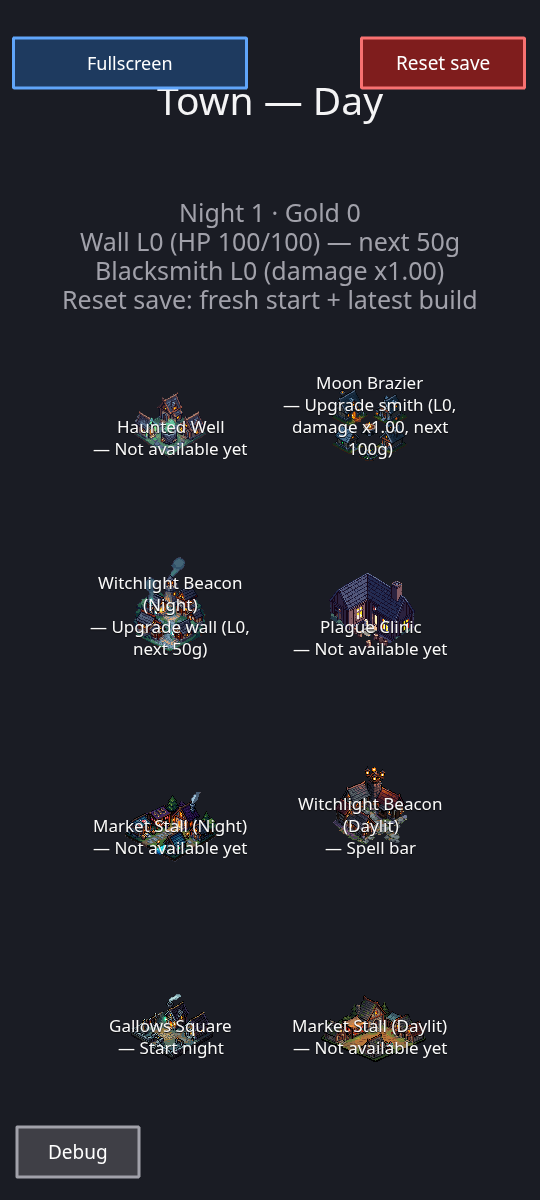 Fullscreen
Reset save
Town — Day
Night 1 · Gold 0
Wall L0 (HP 100/100) — next 50g
Blacksmith L0 (damage x1.00)
Reset save: fresh start + latest build
Haunted Well
— Not available yet
Moon Brazier
— Upgrade smith (L0,
damage x1.00, next
100g)
Witchlight Beacon
(Night)
— Upgrade wall (L0,
next 50g)
Plague Clinic
— Not available yet
Market Stall (Night)
— Not available yet
Witchlight Beacon
(Daylit)
— Spell bar
Gallows Square
— Start night
Market Stall (Daylit)
— Not available yet
Debug